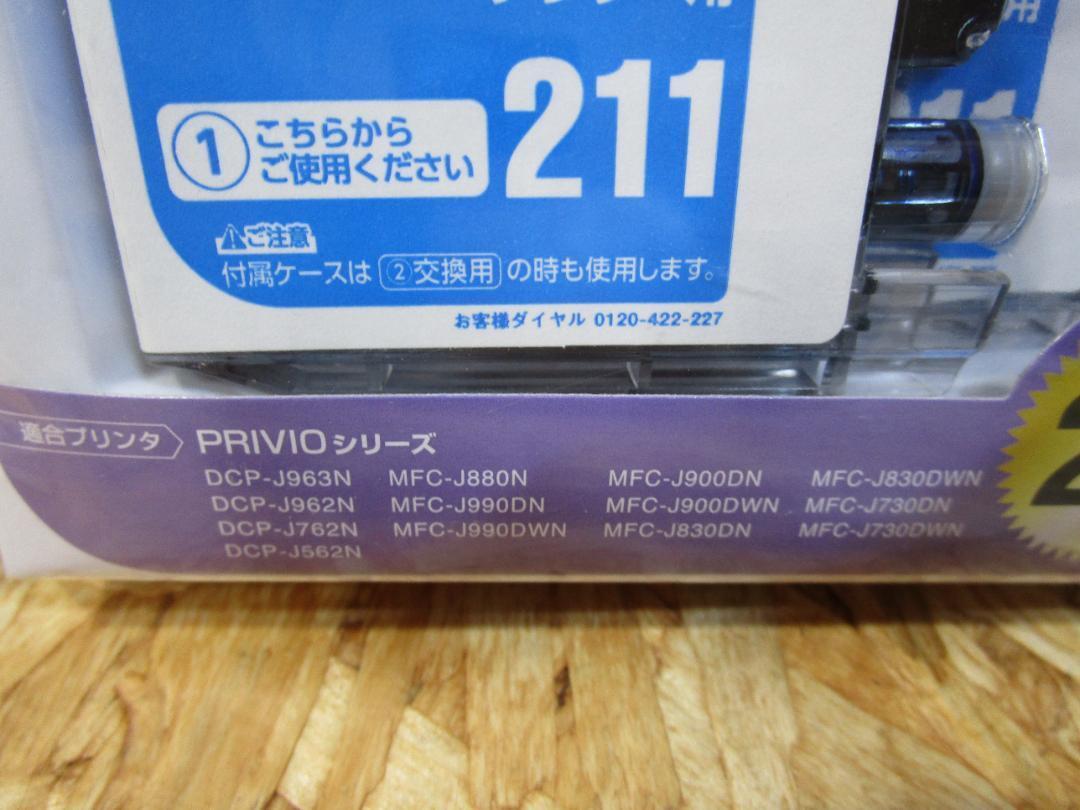 211
① こちらから
ご使用ください
ご注意
付属ケースは ②交換用 の時も使用します。
お客様ダイヤル 0120-422-227
適合プリンタ PRIVIOシリーズ
DCP-J963N MFC-J880N MFC-J900DN MFC-J830DWN
DCP-J962N MFC-J990DN MFC-J900DWN MFC-J730DN
DCP-J762N MFC-J990DWN MFC-J830DN MFC-J730DWN
DCP-J562N